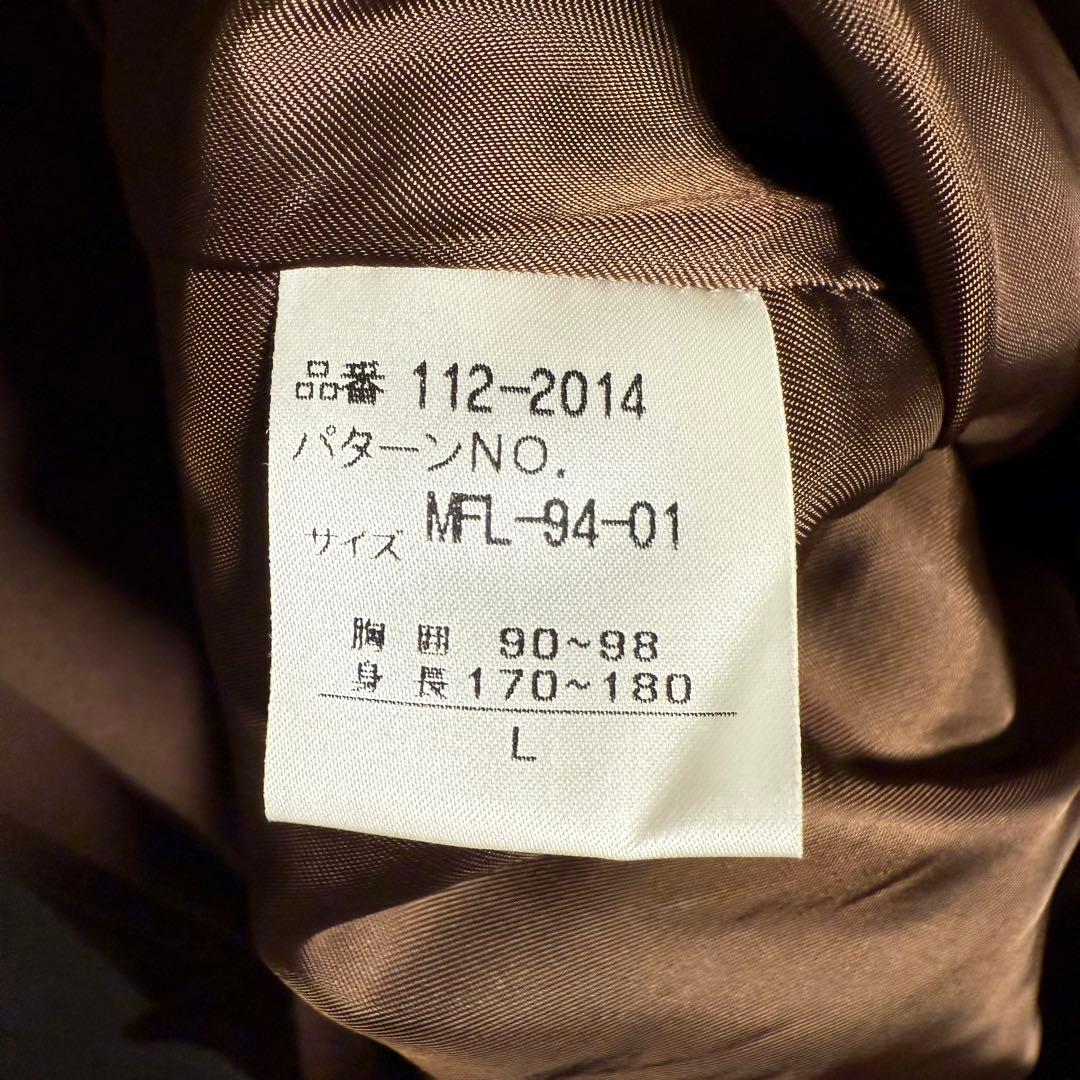 品番 112-2014
パターンNO.
MFL-94-01
サイズ
胸囲 90~98
身長 170~180
L